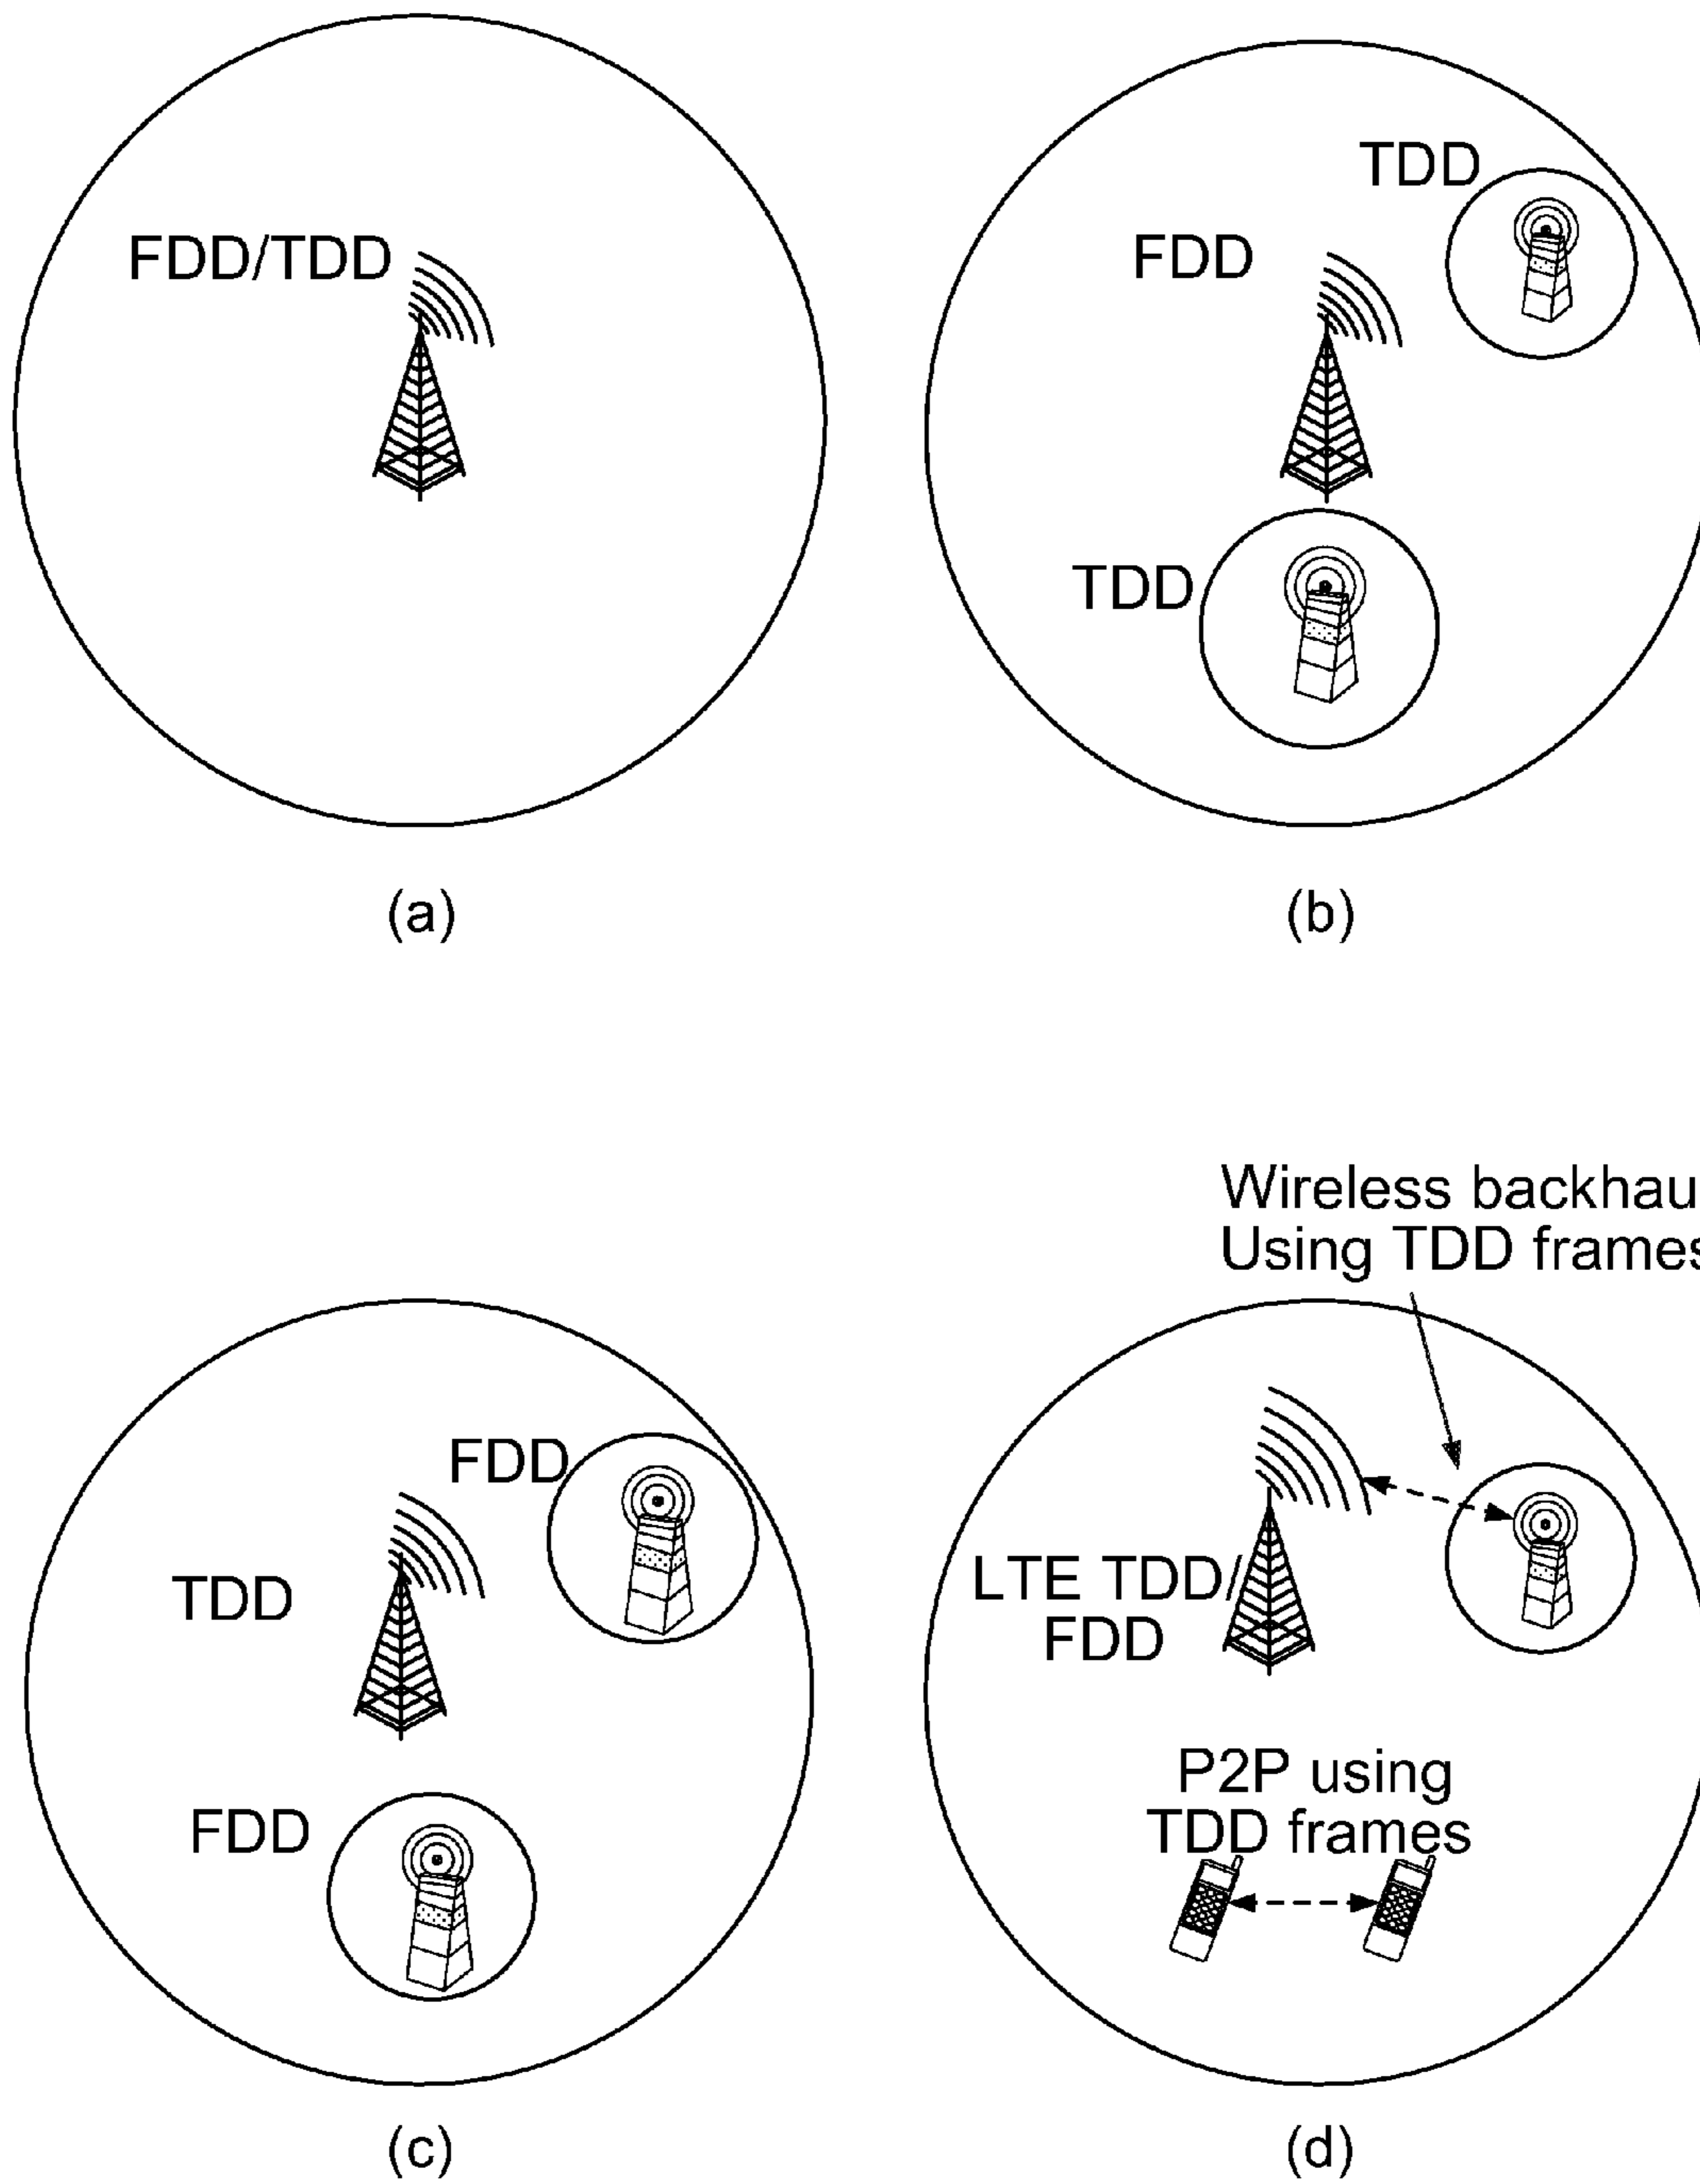 FDD/TDD
(a)
TDD
FDD
TDD
(b)
FDD
TDD
FDD
(c)
Wireless backhau
Using TDD frames
LTE TDD/
FDD
P2P using
TDD frames
(d)